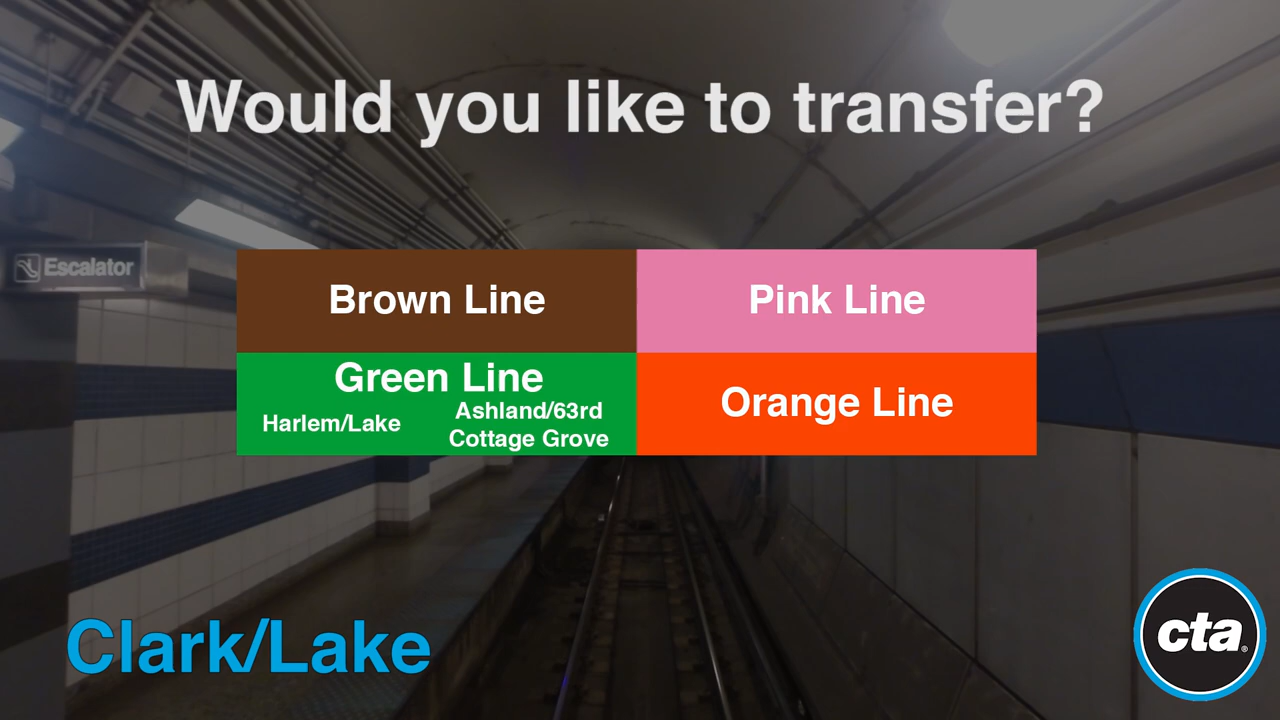 Would you like to transfer?
Escalator
Brown Line
Pink Line
Green Line
Harlem/Lake
Ashland/63rd
Cottage Grove
Orange Line
Clark/Lake
cta®